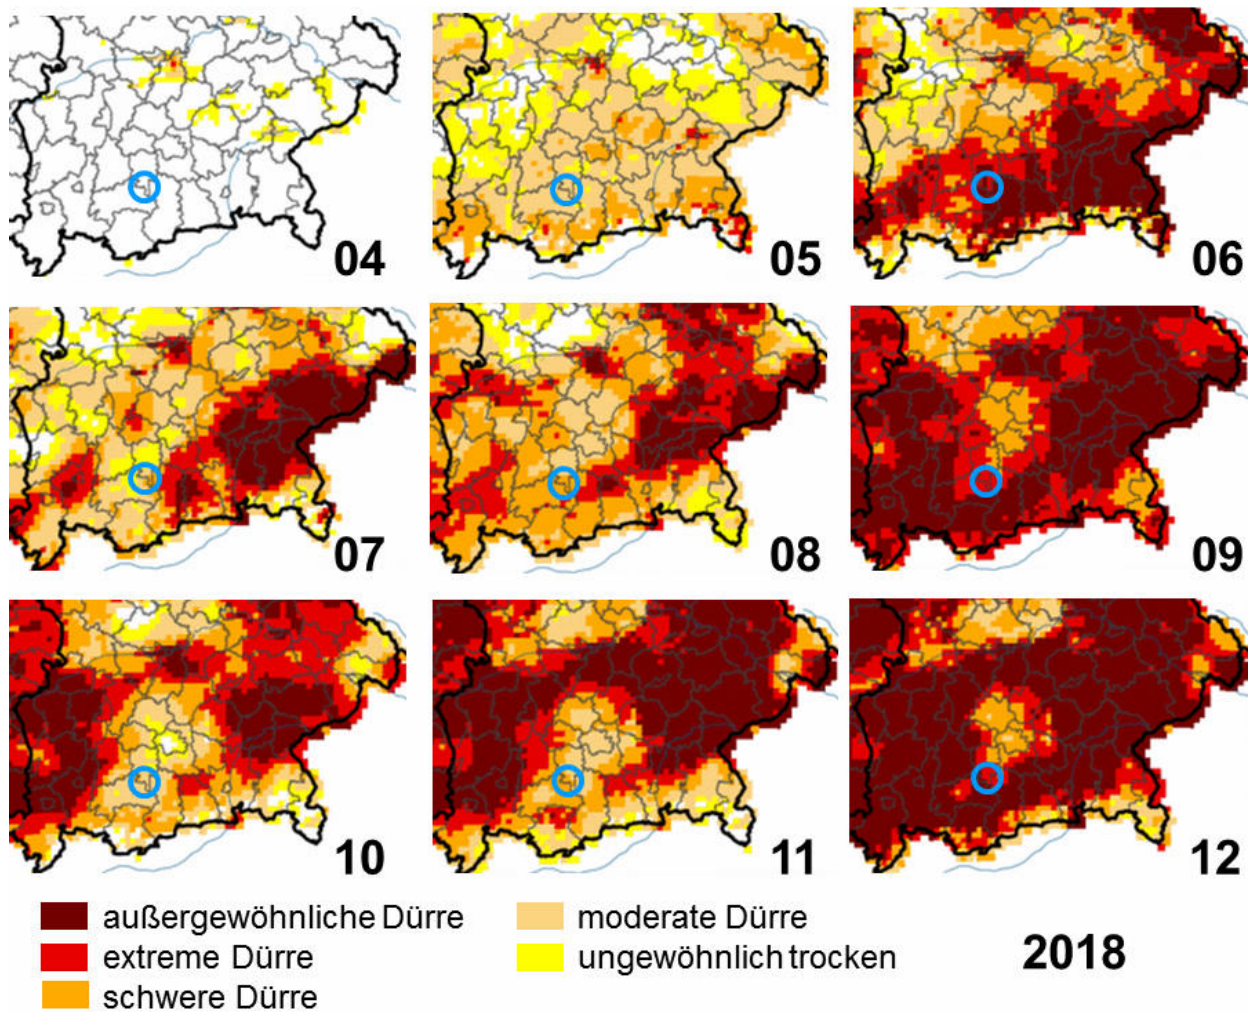 04
05
06
07
08
09
10
11
12
außergewöhnliche Dürre
extreme Dürre
schwere Dürre
moderate Dürre
ungewöhnlich trocken
2018